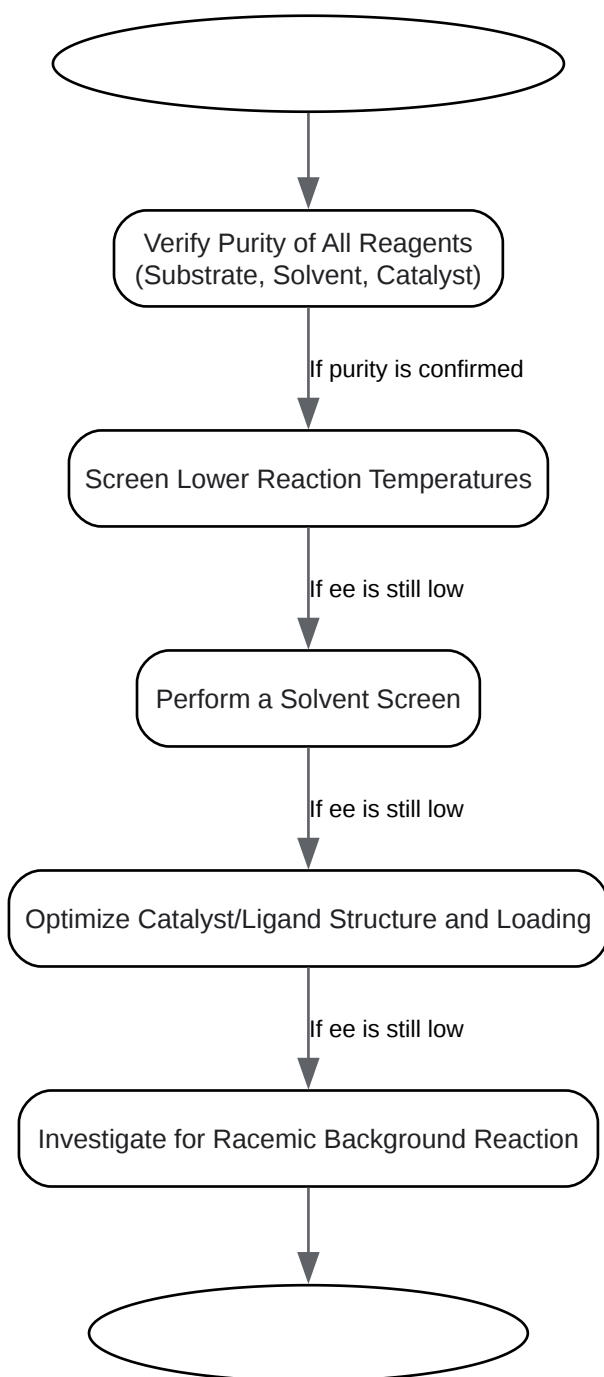 Verify Purity of All Reagents
(Substrate, Solvent, Catalyst)
If purity is confirmed
Screen Lower Reaction Temperatures
If ee is still low
Perform a Solvent Screen
If ee is still low
Optimize Catalyst/Ligand Structure and Loading
If ee is still low
Investigate for Racemic Background Reaction